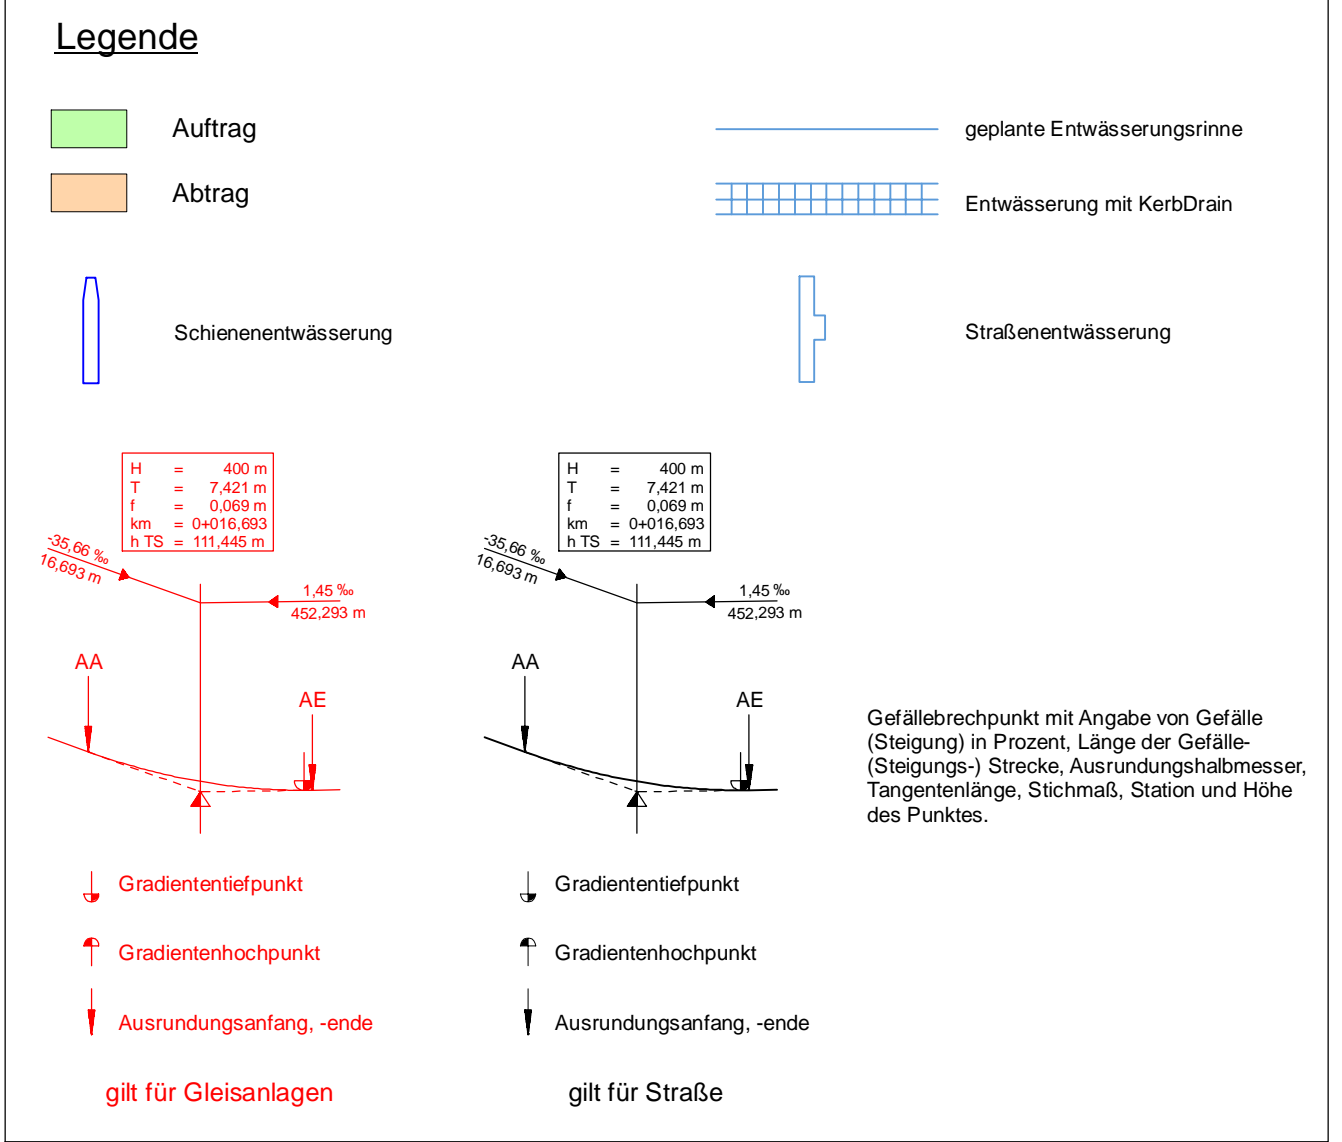 Legende
Auftrag
Abtrag
geplante Entwässerungsrinne
Entwässerung mit KerbDrain
Schienenentwässerung
Straßenentwässerung
H = 400 m
T = 7,421 m
f = 0,069 m
km = 0+016,693
h TS = 111,445 m
-35,66 ‰
16,693 m
1,45 ‰
452,293 m
AA
AE
H = 400 m
T = 7,421 m
f = 0,069 m
km = 0+016,693
h TS = 111,445 m
-35,66 ‰
16,693 m
1,45 ‰
452,293 m
AA
AE
Gefällebrechpunkt mit Angabe von Gefälle
(Steigung) in Prozent, Länge der Gefälle-
(Steigungs-) Strecke, Ausrundungshalbmesser,
Tangentenlänge, Stichmaß, Station und Höhe
des Punktes.
Gradiententiefpunkt
Gradientenhochpunkt
Ausrundungsanfang, -ende
gilt für Gleisanlagen
Gradiententiefpunkt
Gradientenhochpunkt
Ausrundungsanfang, -ende
gilt für Straße